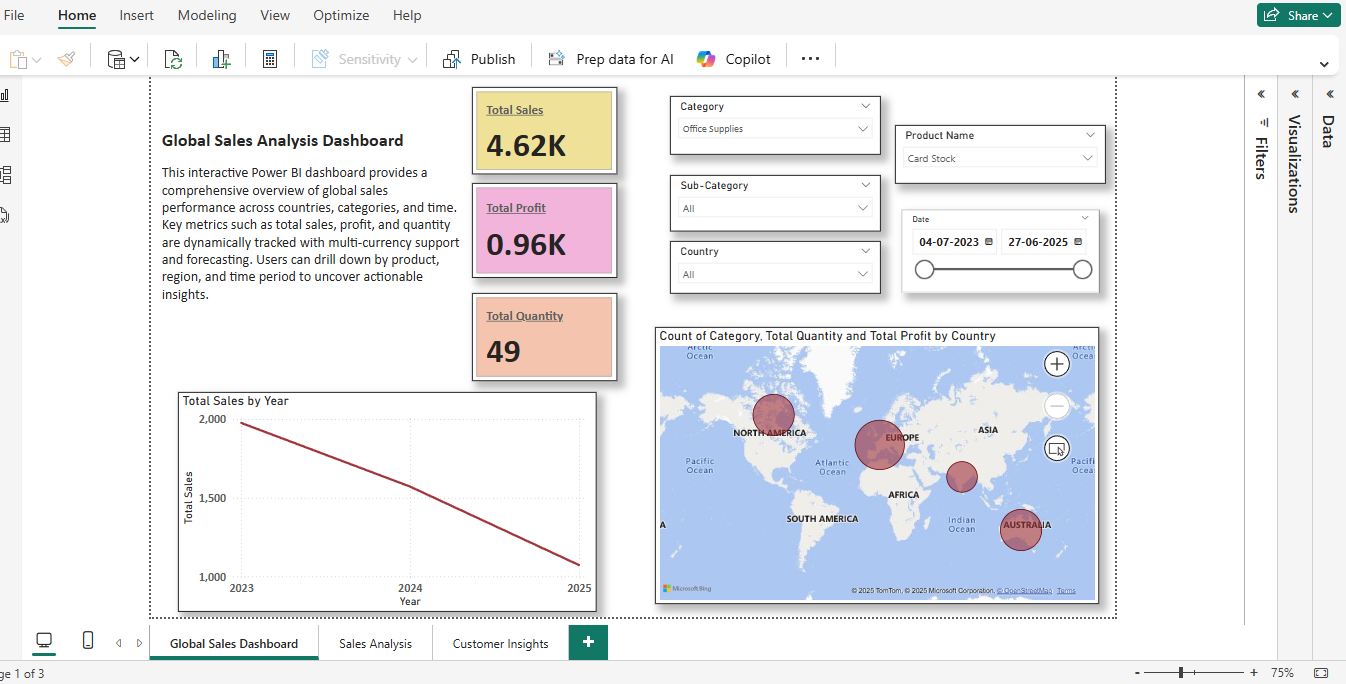 File Home Insert Modeling View Optimize Help Share
Sensitivity Publish Prep data for AI Copilot
Global Sales Analysis Dashboard
This interactive Power BI dashboard provides a
comprehensive overview of global sales
performance across countries, categories, and time.
Key metrics such as total sales, profit, and quantity
are dynamically tracked with multi-currency support
and forecasting. Users can drill down by product,
region, and time period to uncover actionable
insights.
Total Sales
4.62K
Total Profit
0.96K
Total Quantity
49
Category
Office Supplies
Sub-Category
All
Country
All
Product Name
Card Stock
Date
04-07-2023 27-06-2025
Filters
Visualizations
Data
Total Sales by Year
2,000
1,500
1,000
Total Sales
2023 2024 2025
Year
Count of Category, Total Quantity and Total Profit by Country
Arctic
Ocean
Ocea
NORTH AMERICA
EUROPE
ASIA
Pacific
Ocean
Atlantic
Ocean
Pacifi
Ocea
AFRICA
SOUTH AMERICA
Indian
Ocean
AUSTRALIA
A
Microsoft Bing
© 2025 TomTom, © 2025 Microsoft Corporation, © OpenStreetMap Terms
Global Sales Dashboard Sales Analysis Customer Insights +
ge 1 of 3
- + 75%